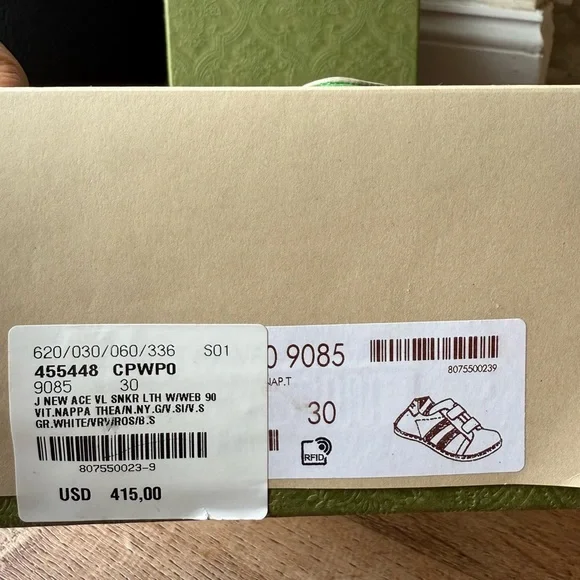 620/030/060/336 S01
455448 CPWP0
9085 30
J NEW ACE VL SNKR LTH W/WEB 90
VIT.NAPPA THEA/N.NY.G/V.SI/V.S
GR.WHITE/VRV/ROS/B.S
807550023-9
USD 415,00
0 9085
NAP.T
30
RFID
8075500239